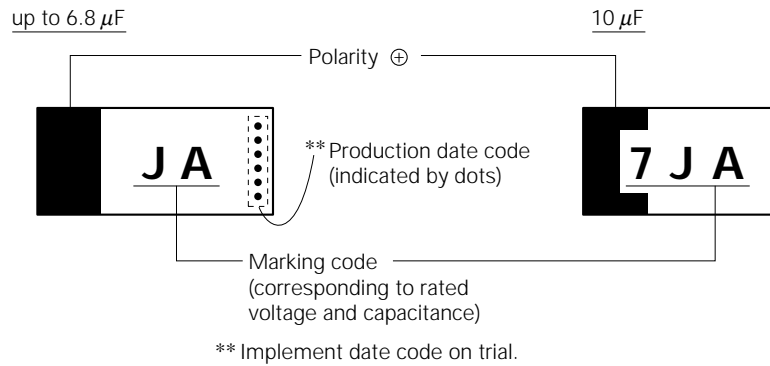 up to 6.8 μF
10 μF
Polarity ⊕
J A
** Production date code
(indicated by dots)
7 J A
Marking code
(corresponding to rated
voltage and capacitance)
** Implement date code on trial.